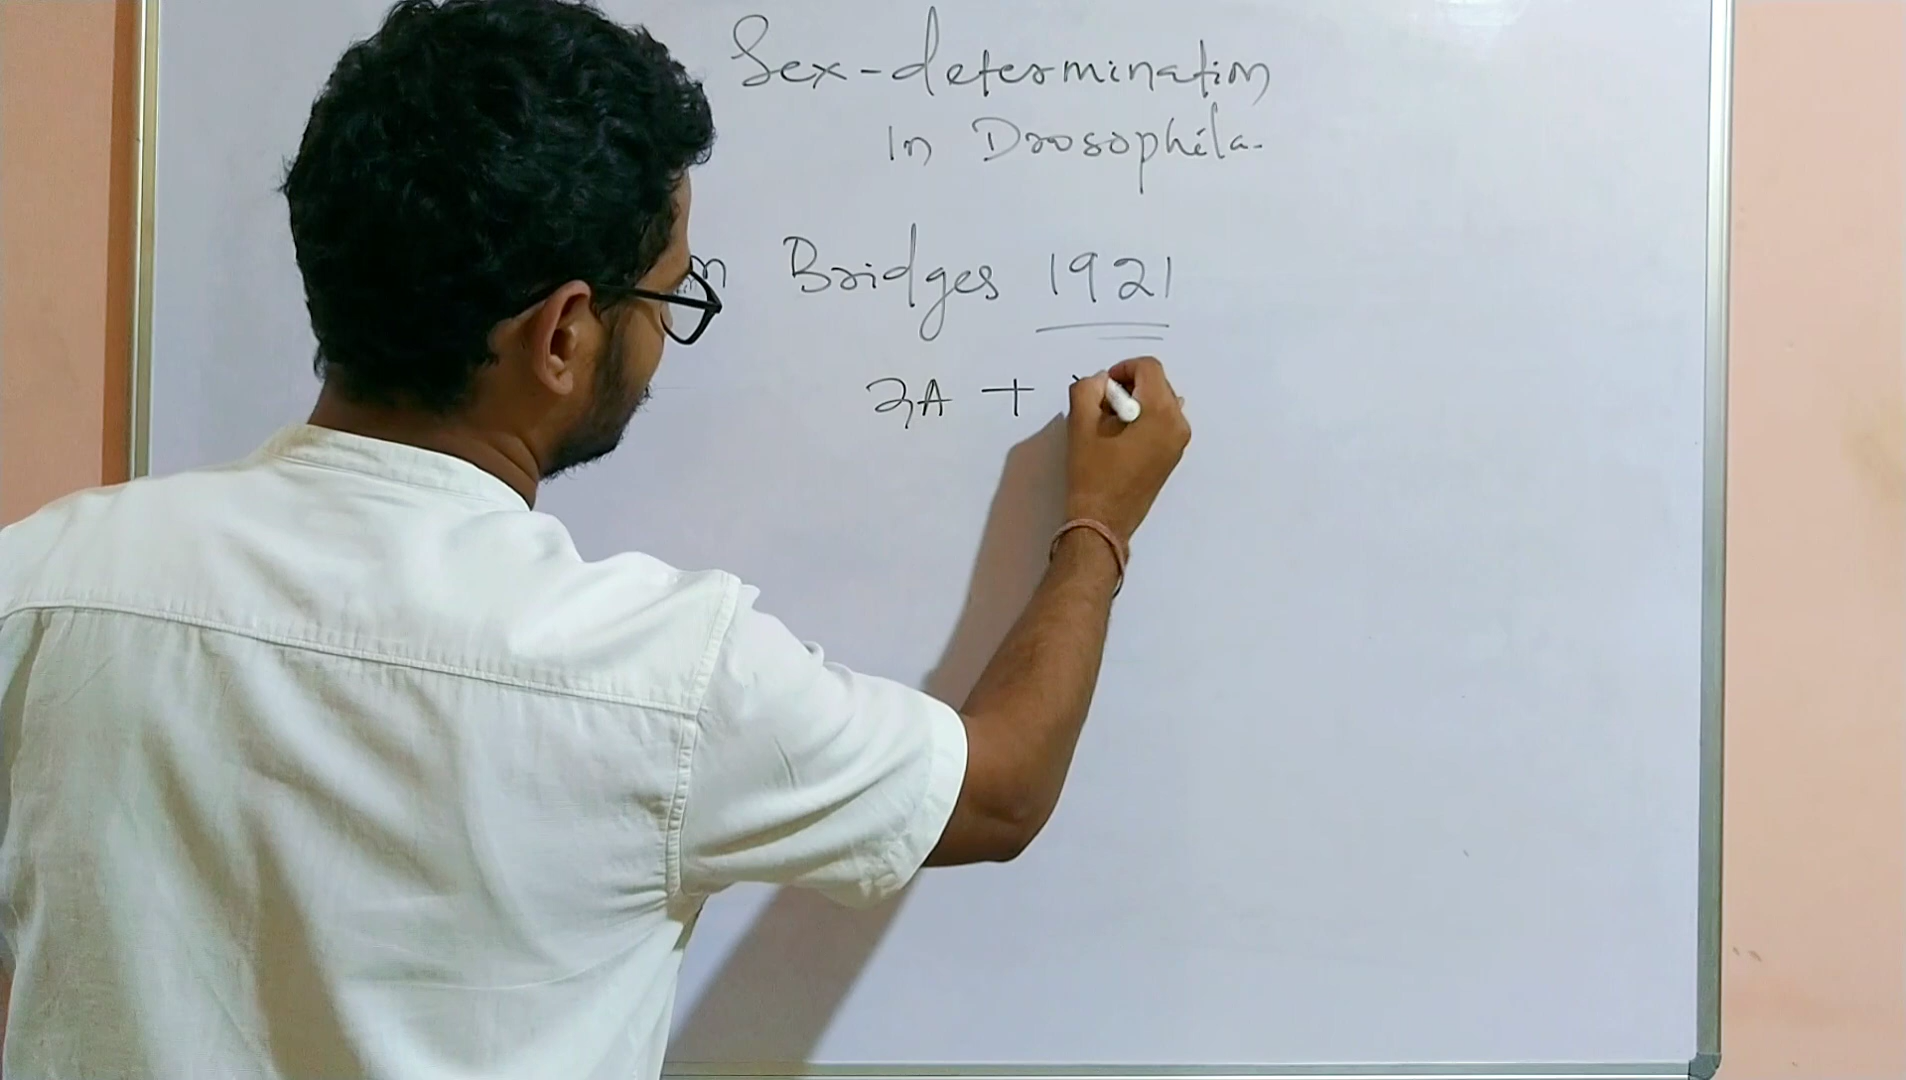 Sex-determination
In Drosophila.
Bridges 1921
2A +